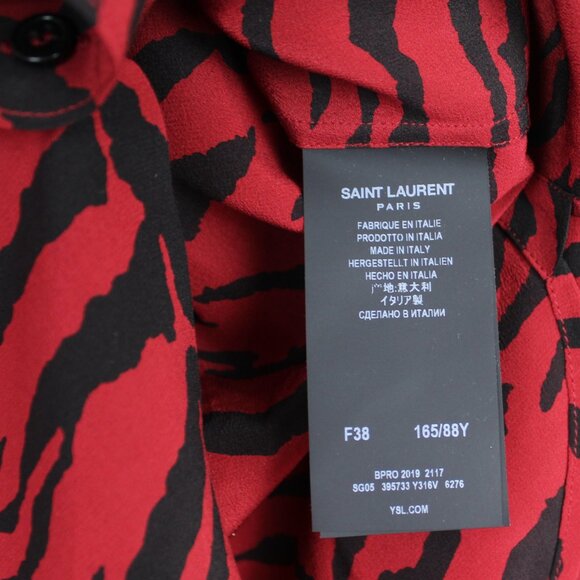 SAINT LAURENT
PARIS
FABRIQUE EN ITALIE
PRODOTTO IN ITALIA
MADE IN ITALY
HERGESTELLT IN ITALIEN
HECHO EN ITALIA
地:意大利
イタリア製
СДЕЛАНО В ИТАЛИИ
F38 165/88Y
BPRO 2019 2117
SG05 395733 Y316V 6276
YSL.COM